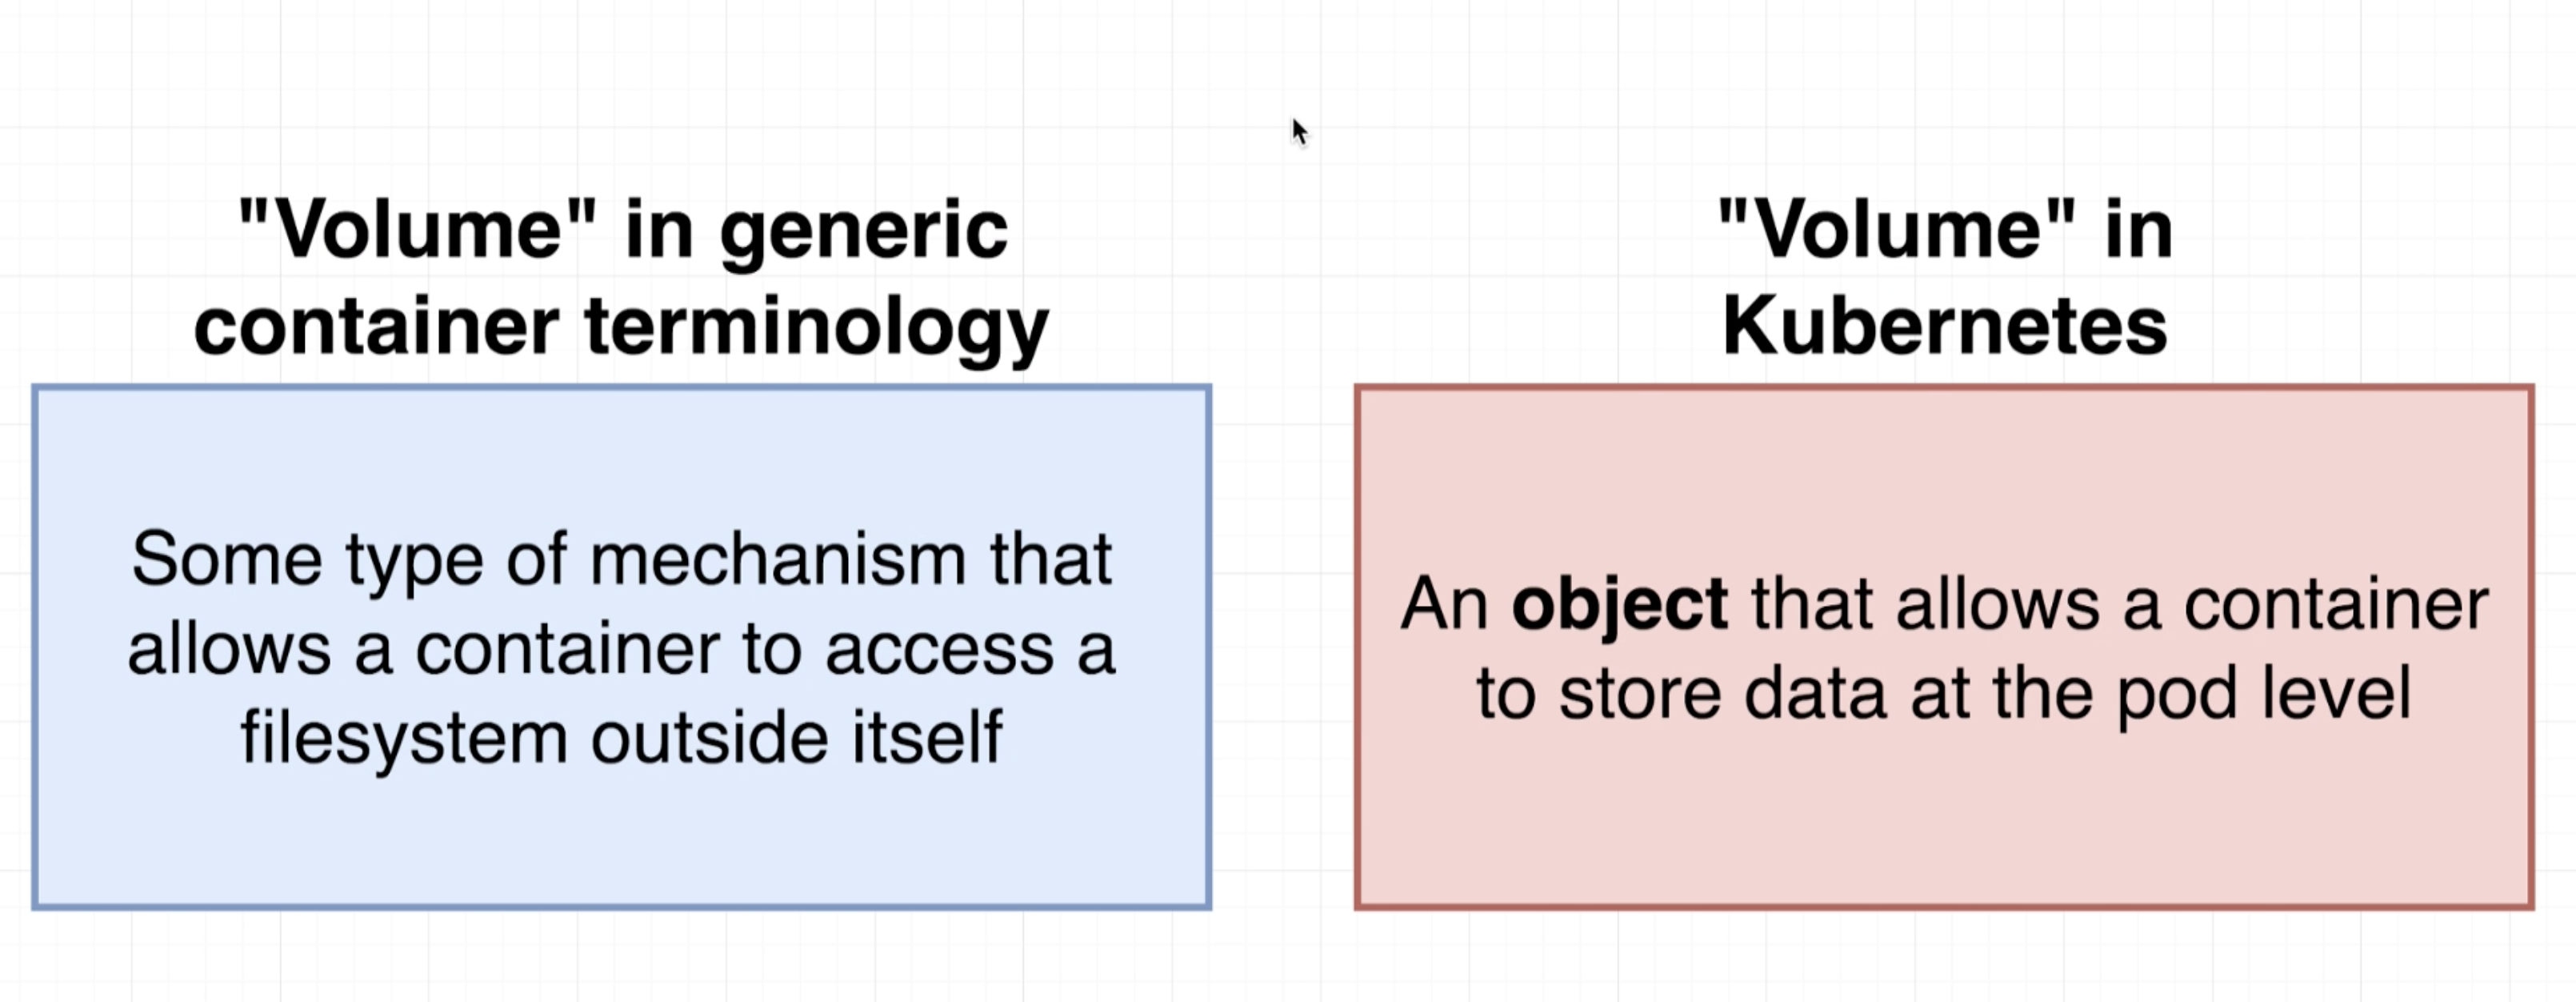 "Volume" in generic
container terminology
Some type of mechanism that
allows a container to access a
filesystem outside itself
"Volume" in
Kubernetes
An object that allows a container
to store data at the pod level